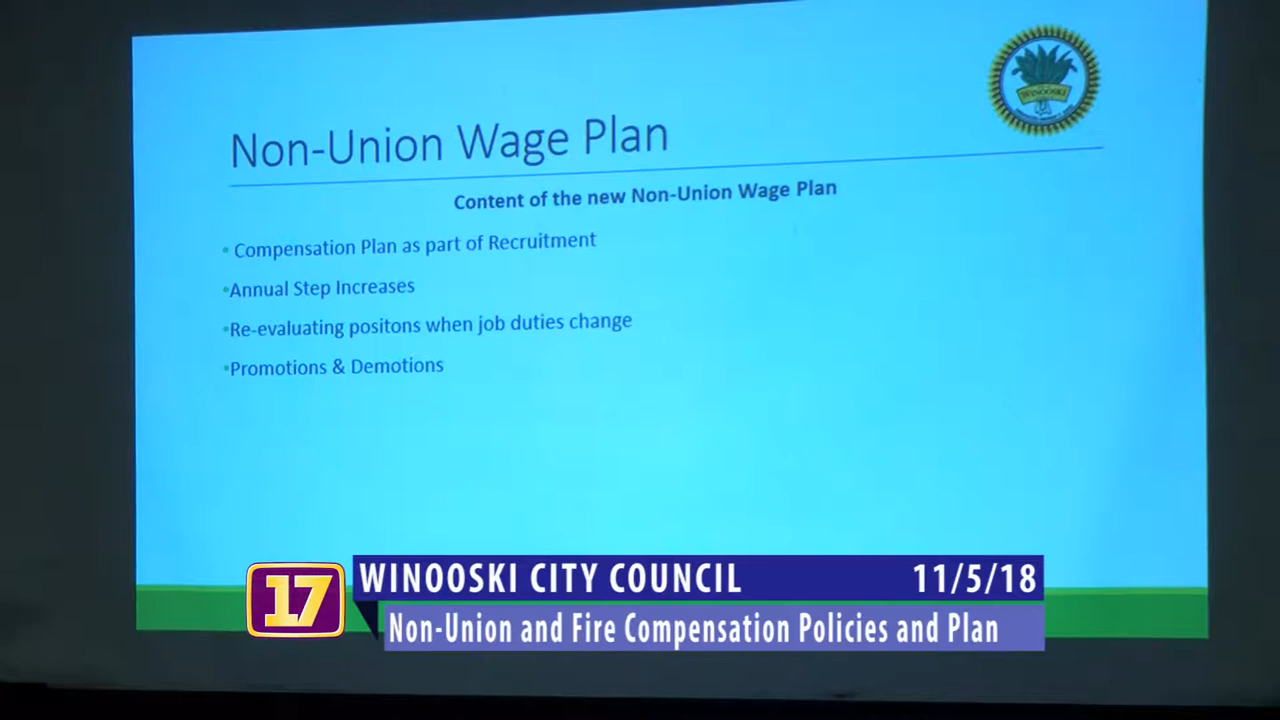 WINOOSKI
Non-Union Wage Plan
Content of the new Non-Union Wage Plan
• Compensation Plan as part of Recruitment
•Annual Step Increases
•Re-evaluating positons when job duties change
•Promotions & Demotions
17
WINOOSKI CITY COUNCIL 11/5/18
Non-Union and Fire Compensation Policies and Plan